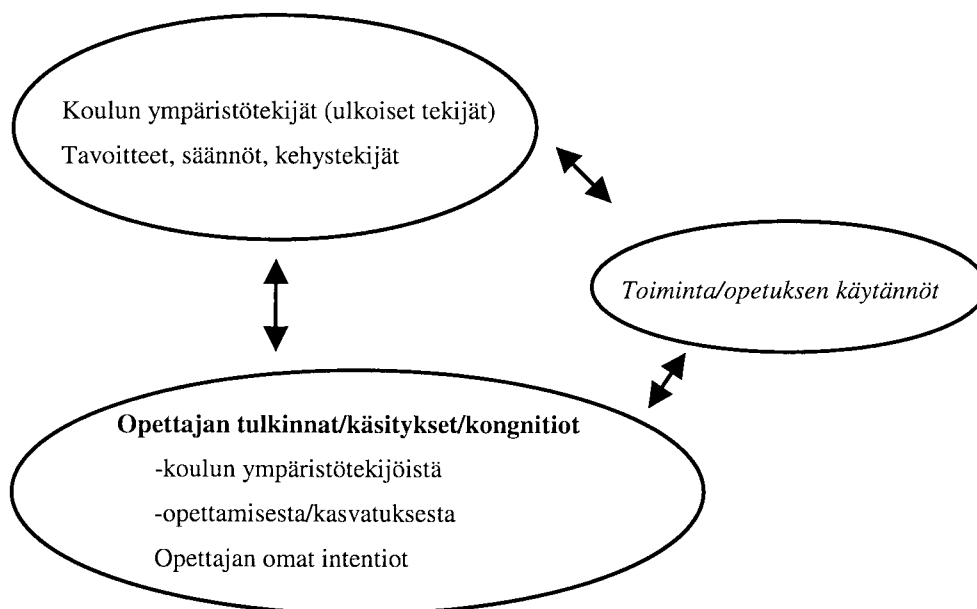 Koulun ympäristötekijät (ulkoiset tekijät)
Tavoitteet, säännöt, kehystekijät
Toiminta/opetuksen käytännöt
Opettajan tulkinnat/käsitykset/kongnitiot
-koulun ympäristötekijöistä
-opettamisesta/kasvatuksesta
Opettajan omat intentiot